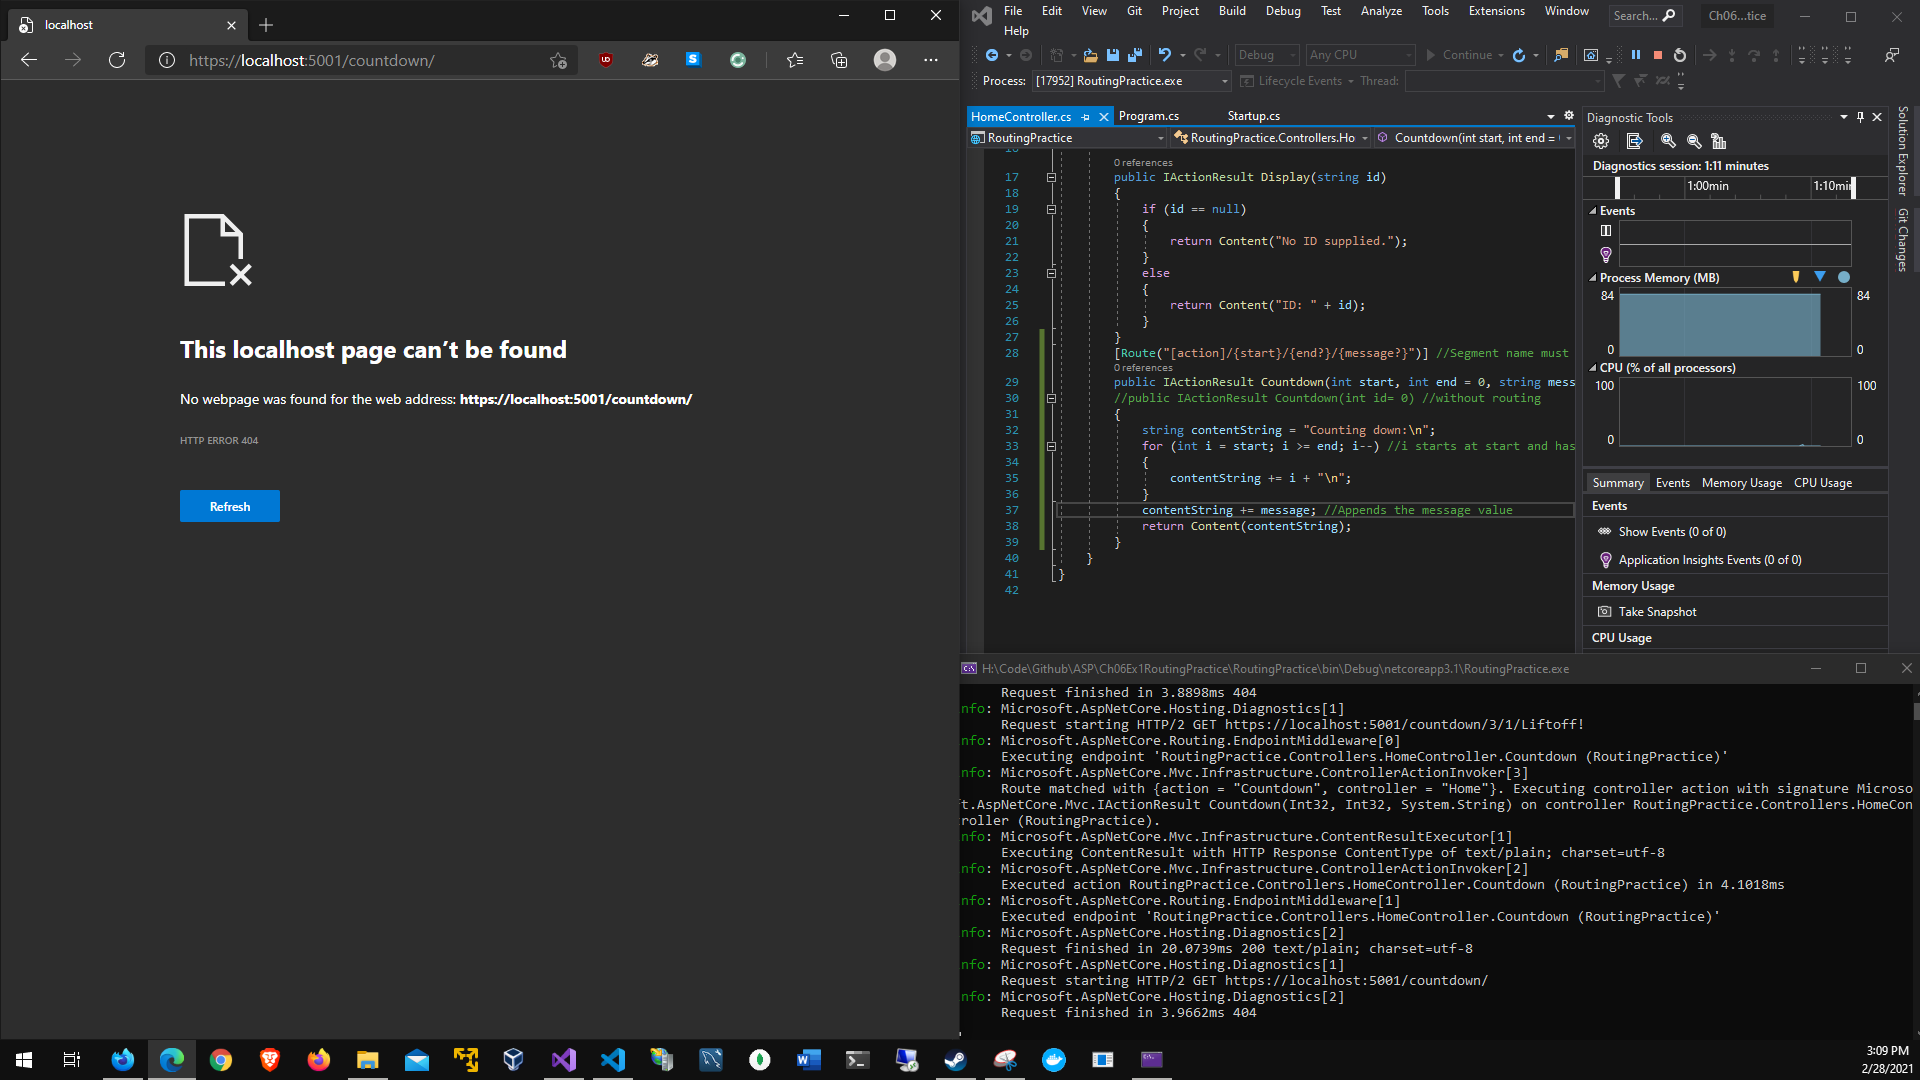 localhost
https://localhost:5001/countdown/
This localhost page can’t be found
No webpage was found for the web address: https://localhost:5001/countdown/
HTTP ERROR 404
Refresh
File Edit View Git Project Build Debug Test Analyze Tools Extensions Window Search... Ch06...tice
Help
Debug Any CPU Continue
Process: [17952] RoutingPractice.exe Lifecycle Events Thread:
HomeController.cs Program.cs Startup.cs
RoutingPractice RoutingPractice.Controllers.Ho Countdown(int start, int end =
0 references
17 public IActionResult Display(string id)
18 {
19 if (id == null)
20 {
21 return Content("No ID supplied.");
22 }
23 else
24 {
25 return Content("ID: " + id);
26 }
27 }
28 [Route("[action]/{start}/{end?}/{message?}")] //Segment name must
0 references
29 public IActionResult Countdown(int start, int end = 0, string mess
30 //public IActionResult Countdown(int id= 0) //without routing
31 {
32 string contentString = "Counting down:\n";
33 for (int i = start; i >= end; i--) //i starts at start and has
34 {
35 contentString += i + "\n";
36 }
37 contentString += message; //Appends the message value
38 return Content(contentString);
39 }
40 }
41 }
42
Diagnostic Tools
Diagnostics session: 1:11 minutes
1:00min 1:10min
Events
Process Memory (MB)
84 84
0 0
CPU (% of all processors)
100 100
0 0
Summary Events Memory Usage CPU Usage
Events
Show Events (0 of 0)
Application Insights Events (0 of 0)
Memory Usage
Take Snapshot
CPU Usage
Solution Explorer
Git Changes
H:\Code\Github\ASP\Ch06Ex1RoutingPractice\RoutingPractice\bin\Debug\netcoreapp3.1\RoutingPractice.exe
Request finished in 3.8898ms 404
nfo: Microsoft.AspNetCore.Hosting.Diagnostics[1]
Request starting HTTP/2 GET https://localhost:5001/countdown/3/1/Liftoff!
nfo: Microsoft.AspNetCore.Routing.EndpointMiddleware[0]
Executing endpoint 'RoutingPractice.Controllers.HomeController.Countdown (RoutingPractice)'
nfo: Microsoft.AspNetCore.Mvc.Infrastructure.ControllerActionInvoker[3]
Route matched with {action = "Countdown", controller = "Home"}. Executing controller action with signature Microso
ft.AspNetCore.Mvc.IActionResult Countdown(Int32, Int32, System.String) on controller RoutingPractice.Controllers.HomeCon
roller (RoutingPractice).
nfo: Microsoft.AspNetCore.Mvc.Infrastructure.ContentResultExecutor[1]
Executing ContentResult with HTTP Response ContentType of text/plain; charset=utf-8
nfo: Microsoft.AspNetCore.Mvc.Infrastructure.ControllerActionInvoker[2]
Executed action RoutingPractice.Controllers.HomeController.Countdown (RoutingPractice) in 4.1018ms
nfo: Microsoft.AspNetCore.Routing.EndpointMiddleware[1]
Executed endpoint 'RoutingPractice.Controllers.HomeController.Countdown (RoutingPractice)'
nfo: Microsoft.AspNetCore.Hosting.Diagnostics[2]
Request finished in 20.0739ms 200 text/plain; charset=utf-8
nfo: Microsoft.AspNetCore.Hosting.Diagnostics[1]
Request starting HTTP/2 GET https://localhost:5001/countdown/
nfo: Microsoft.AspNetCore.Hosting.Diagnostics[2]
Request finished in 3.9662ms 404
3:09 PM
2/28/2021